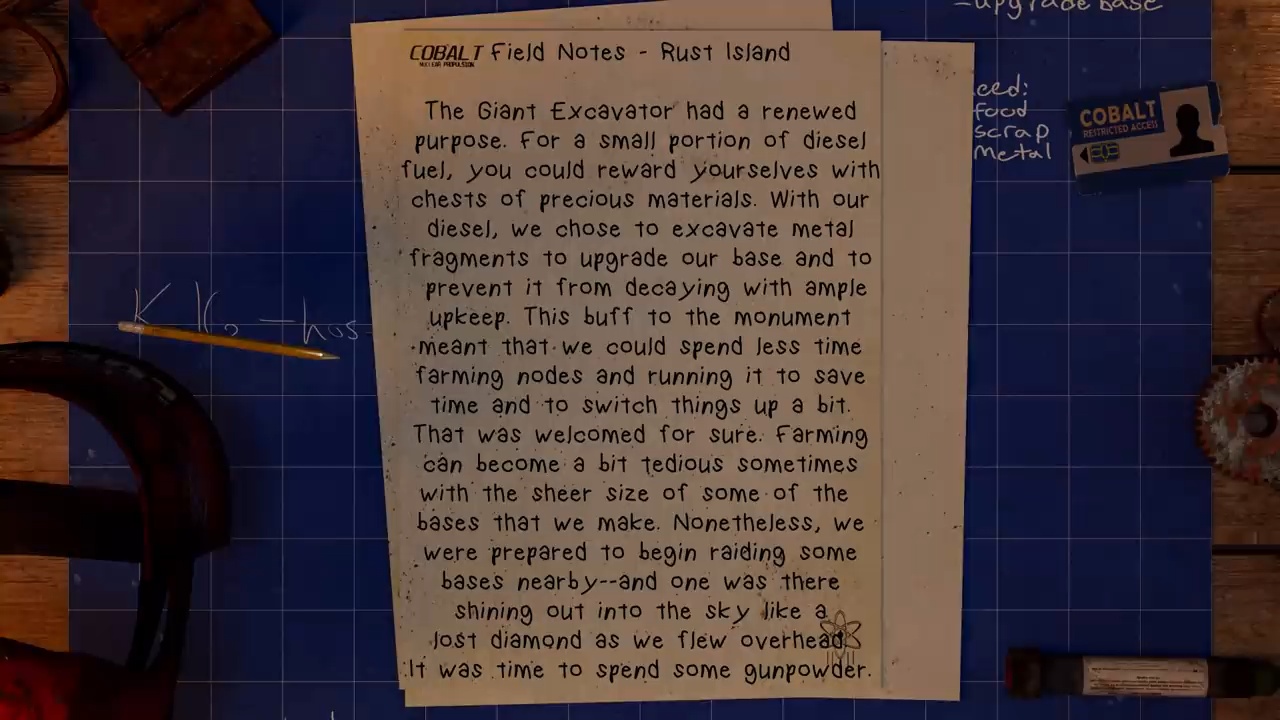 -upgrade base
COBALT Field Notes - Rust Island
NUCLEAR PROPULSION
The Giant Excavator had a renewed
purpose. For a small portion of diesel
fuel, you could reward yourselves with
chests of precious materials. With our
diesel, we chose to excavate metal
fragments to upgrade our base and to
prevent it from decaying with ample
upkeep. This buff to the monument
meant that we could spend less time
farming nodes and running it to save
time and to switch things up a bit.
That was welcomed for sure. Farming
can become a bit tedious sometimes
with the sheer size of some of the
bases that we make. Nonetheless, we
were prepared to begin raiding some
bases nearby--and one was there
shining out into the sky like a
lost diamond as we flew overhead.
It was time to spend some gunpowder.
food
scrap
metal
COBALT
RESTRICTED ACCESS
- has